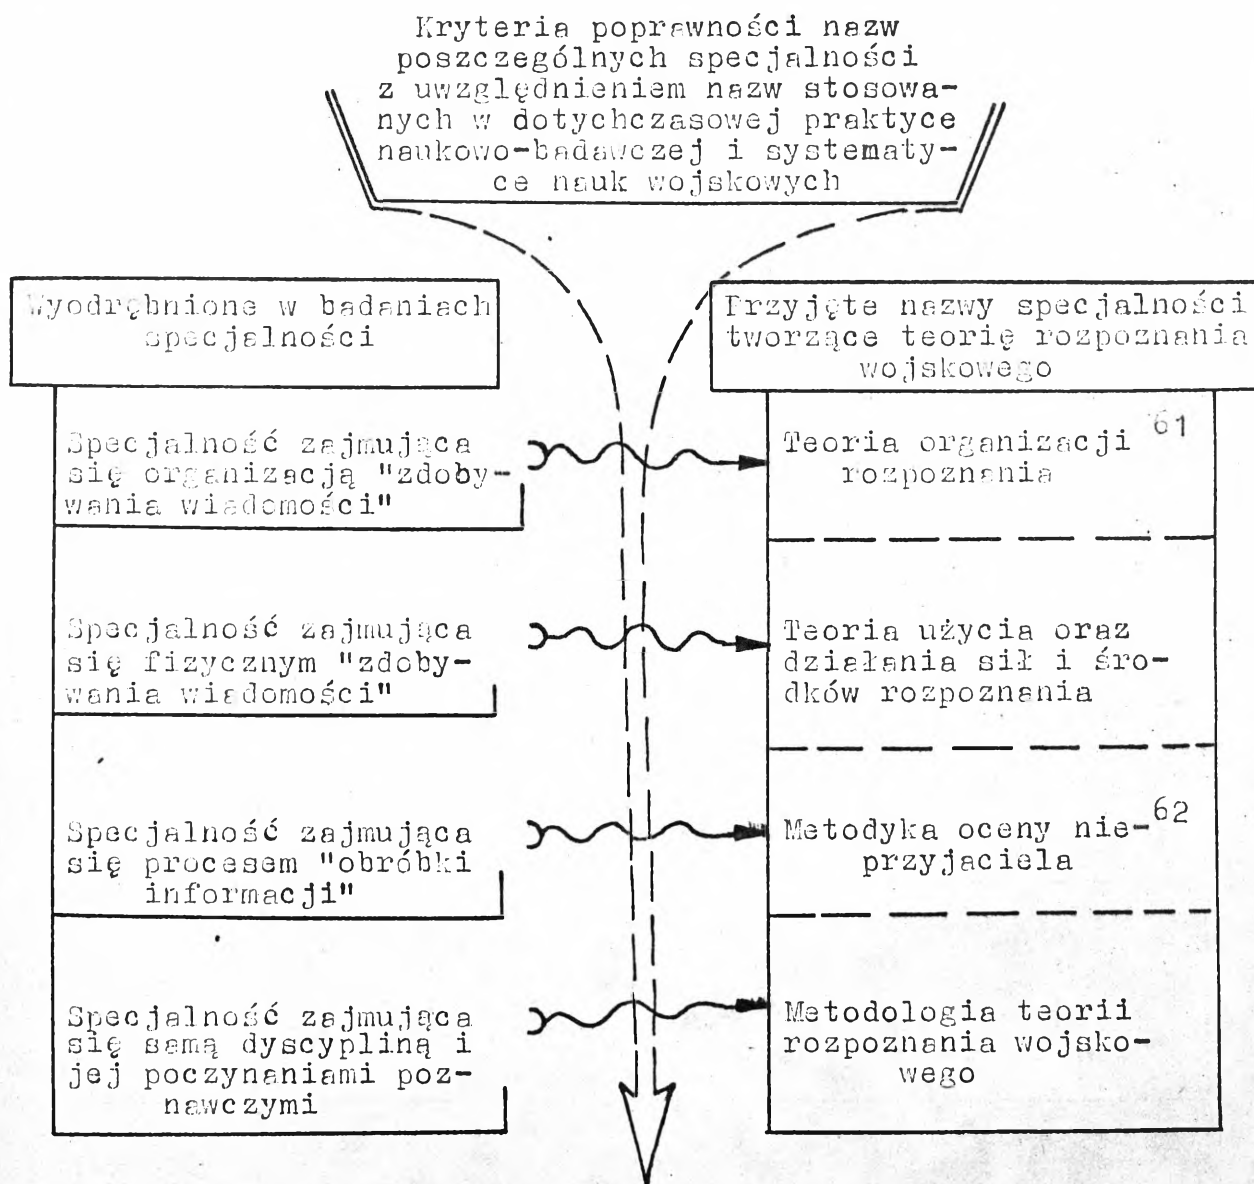 Kryteria poprawności nazw
poszczególnych specjalności
z uwzględnieniem nazw stosowa-
nych w dotychczasowej praktyce
naukowo-badawczej i systematy-
ce nauk wojskowych
Wyodrębnione w badaniach
specjalności
Przyjęte nazwy specjalności
tworzące teorię rozpoznania
wojskowego
Specjalność zajmująca
się organizacją "zdoby-
wania wiadomości"
Teoria organizacji 61
rozpoznania
Specjalność zajmująca
się fizycznym "zdoby-
wania wiadomości"
Teoria użycia oraz
działania sił i śro-
dków rozpoznania
Specjalność zajmująca
się procesem "obróbki
informacji"
Metodyka oceny nie- 62
przyjaciela
Specjalność zajmująca
się samą dyscypliną i
jej poczynaniami poz-
nawczymi
Metodologia teorii
rozpoznania wojsko-
wego